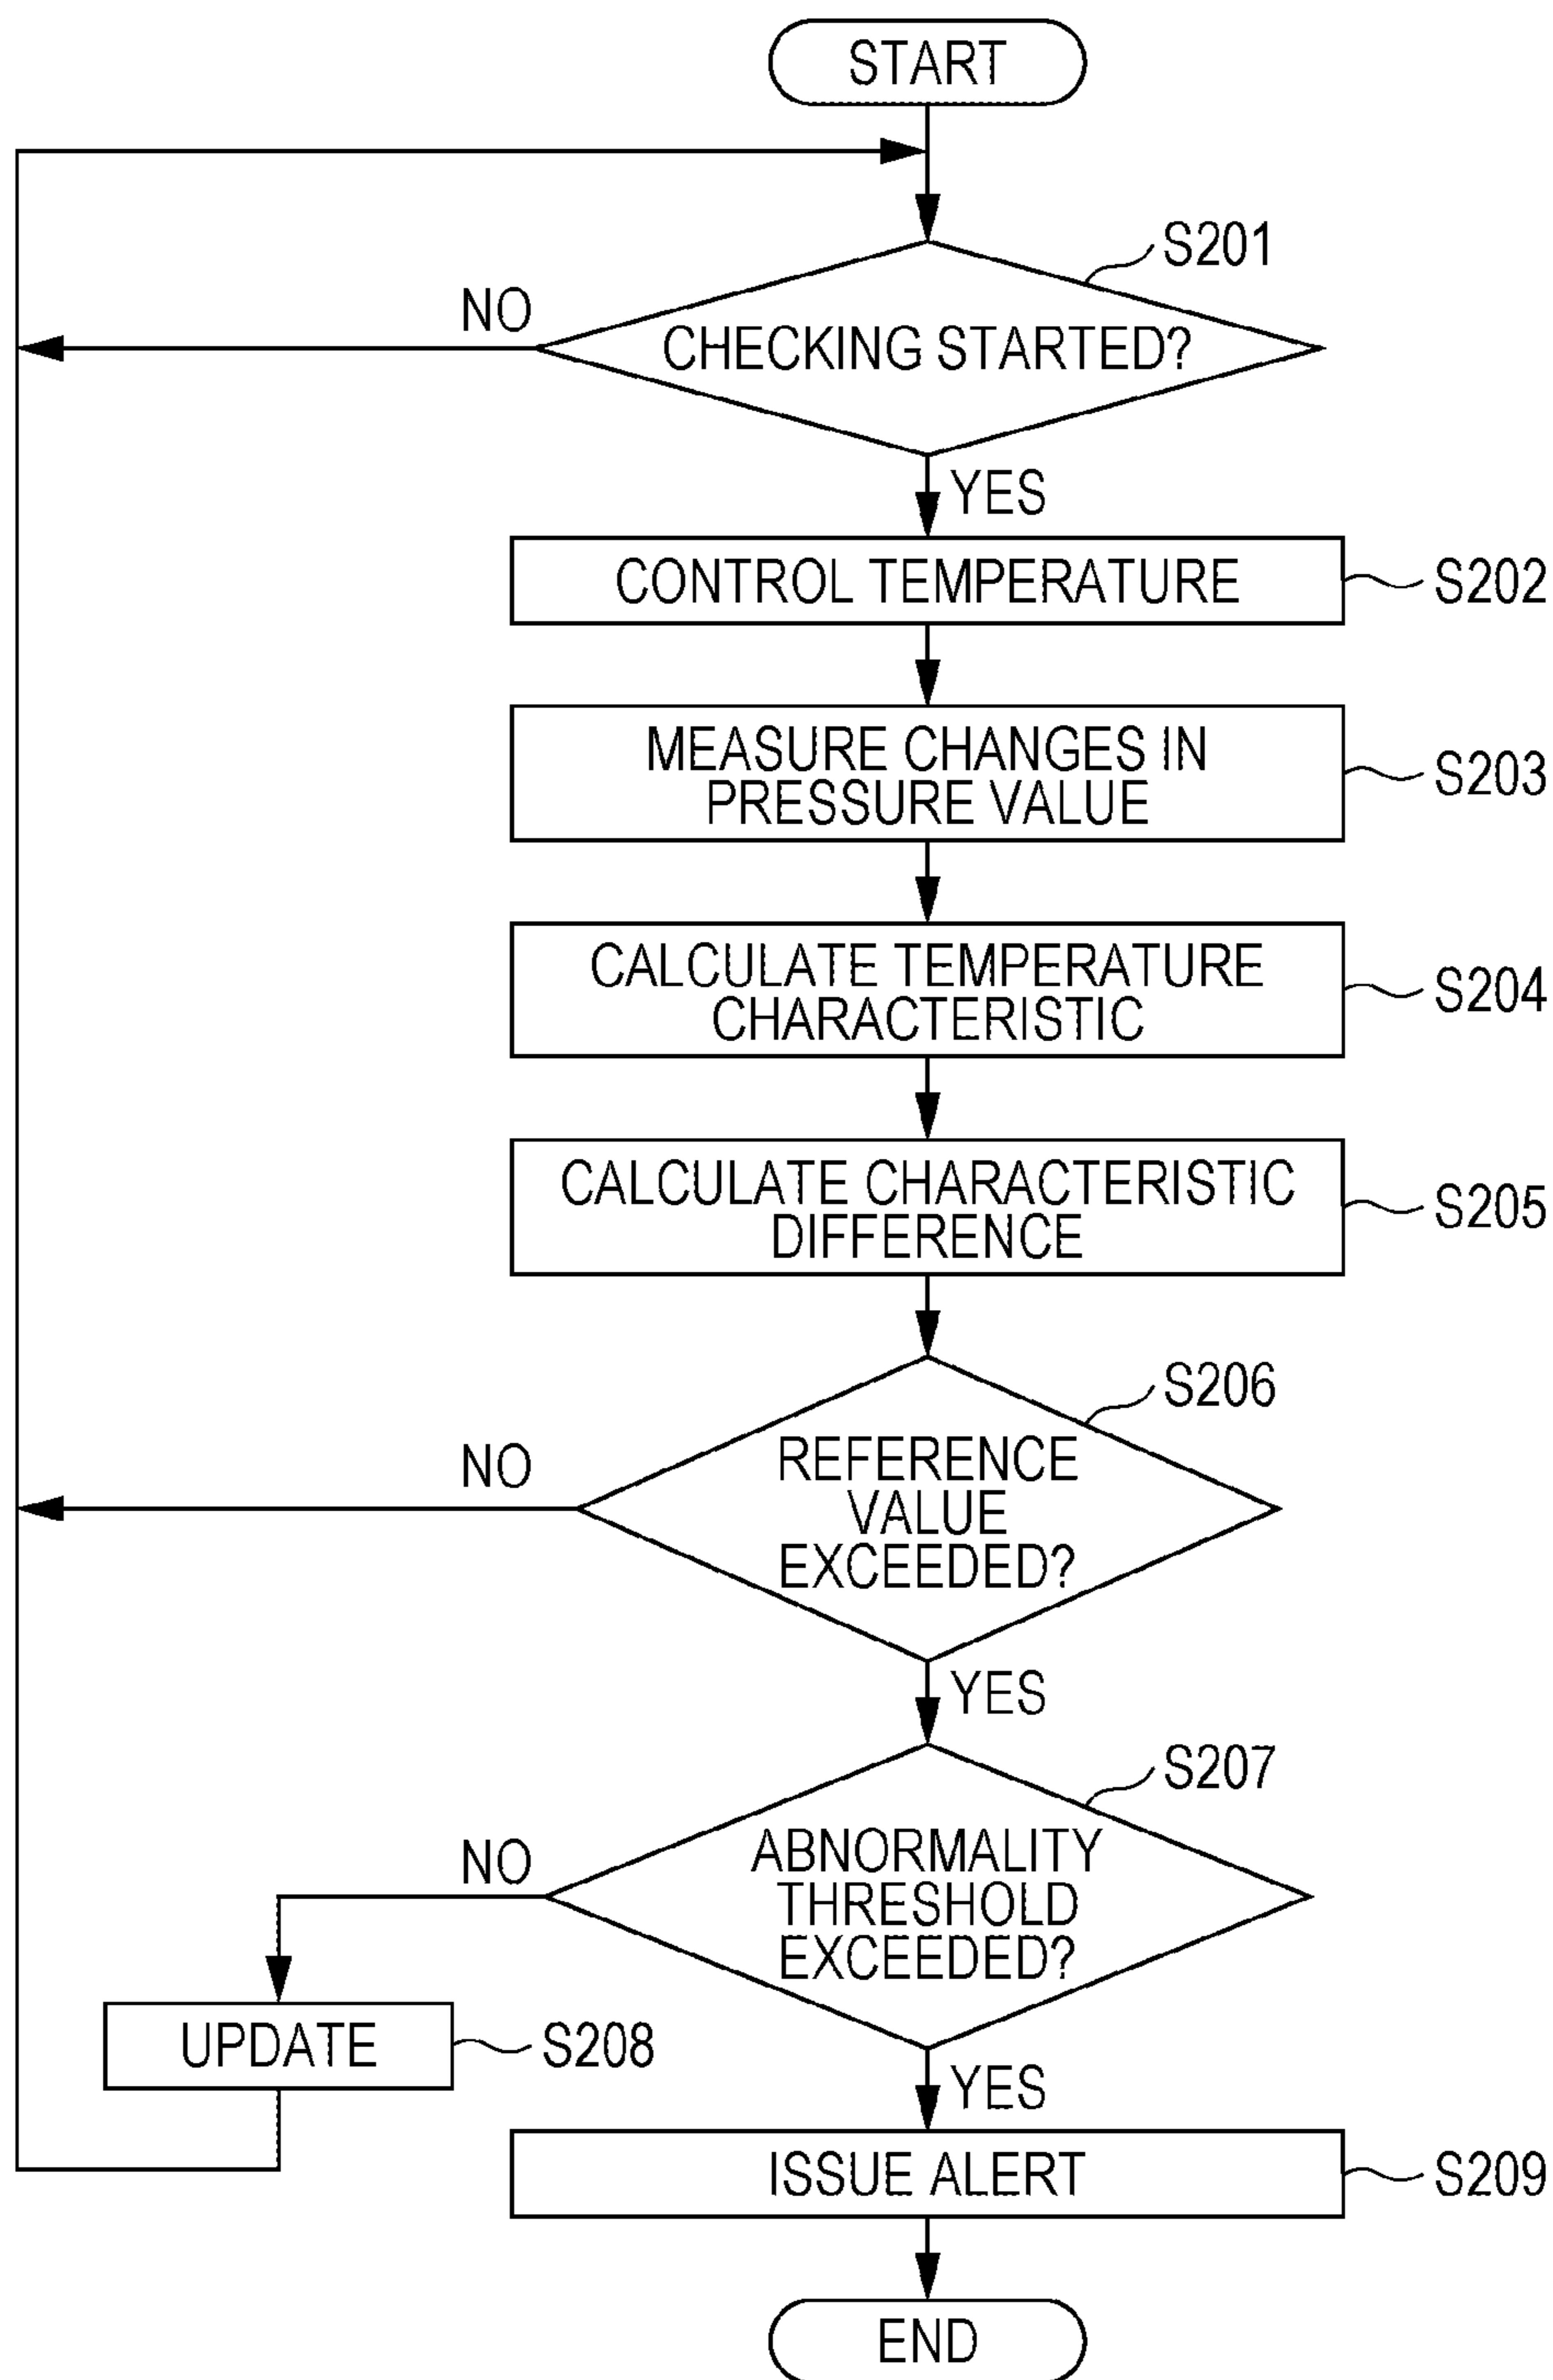 START
S201
NO
CHECKING STARTED?
YES
CONTROL TEMPERATURE
S202
MEASURE CHANGES IN
PRESSURE VALUE
S203
CALCULATE TEMPERATURE
CHARACTERISTIC
S204
CALCULATE CHARACTERISTIC
DIFFERENCE
S205
S206
NO
REFERENCE
VALUE
EXCEEDED?
YES
S207
NO
ABNORMALITY
THRESHOLD
EXCEEDED?
UPDATE
S208
YES
ISSUE ALERT
S209
END